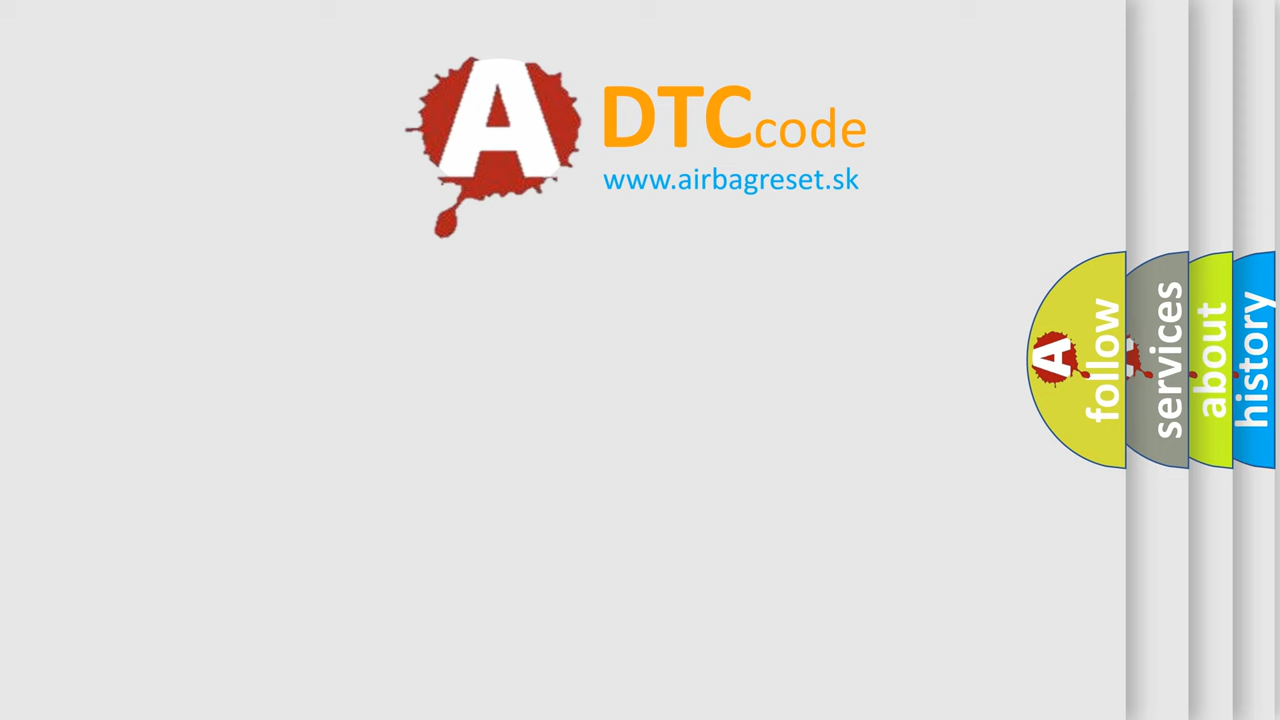 A
DTCcode
www.airbagreset.sk
A follow
services
about
history